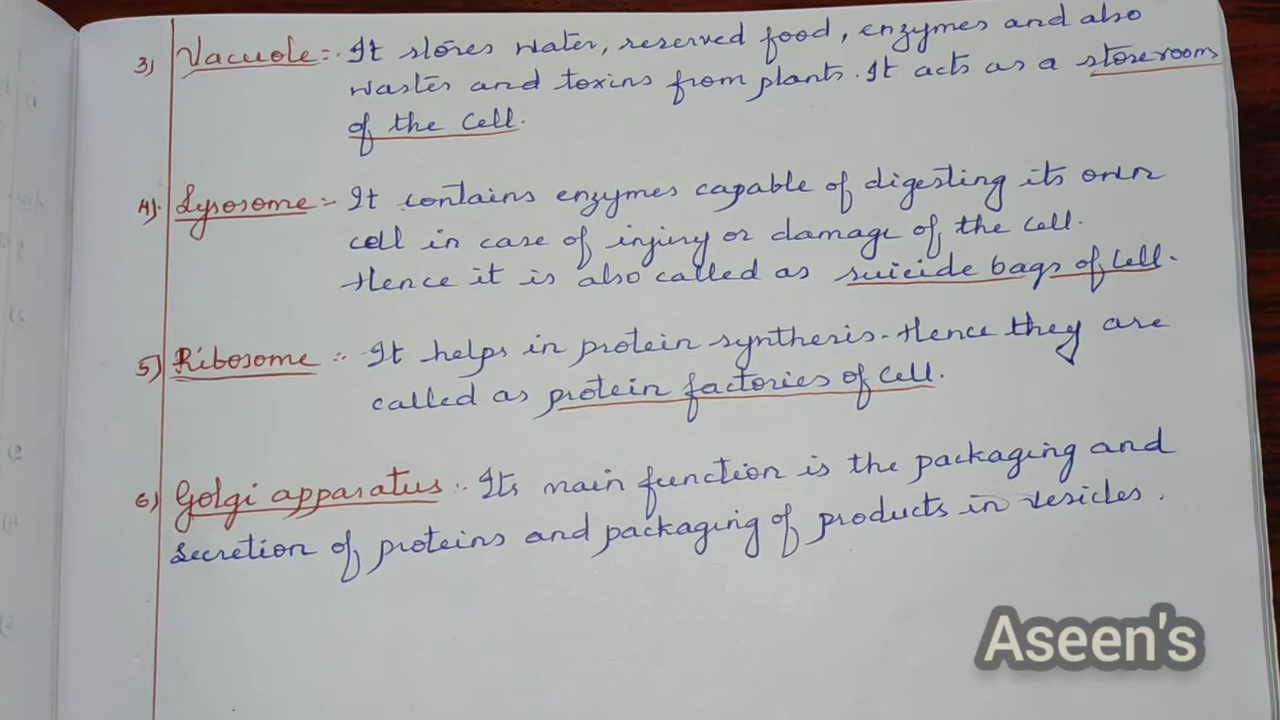 3) Vacuole:- It stores water, reserved food, enzymes and also
wastes and toxins from plants. It acts as a storeroom
of the cell.
4). Lysosome:- It contains enzymes capable of digesting its own
cell in case of injury or damage of the cell.
Hence it is also called as suicide bags of cell.
5) Ribosome:- It helps in protein synthesis. Hence they are
called as protein factories of cell.
6) Golgi apparatus:- Its main function is the packaging and
secretion of proteins and packaging of products in vesicles.
Aseen's